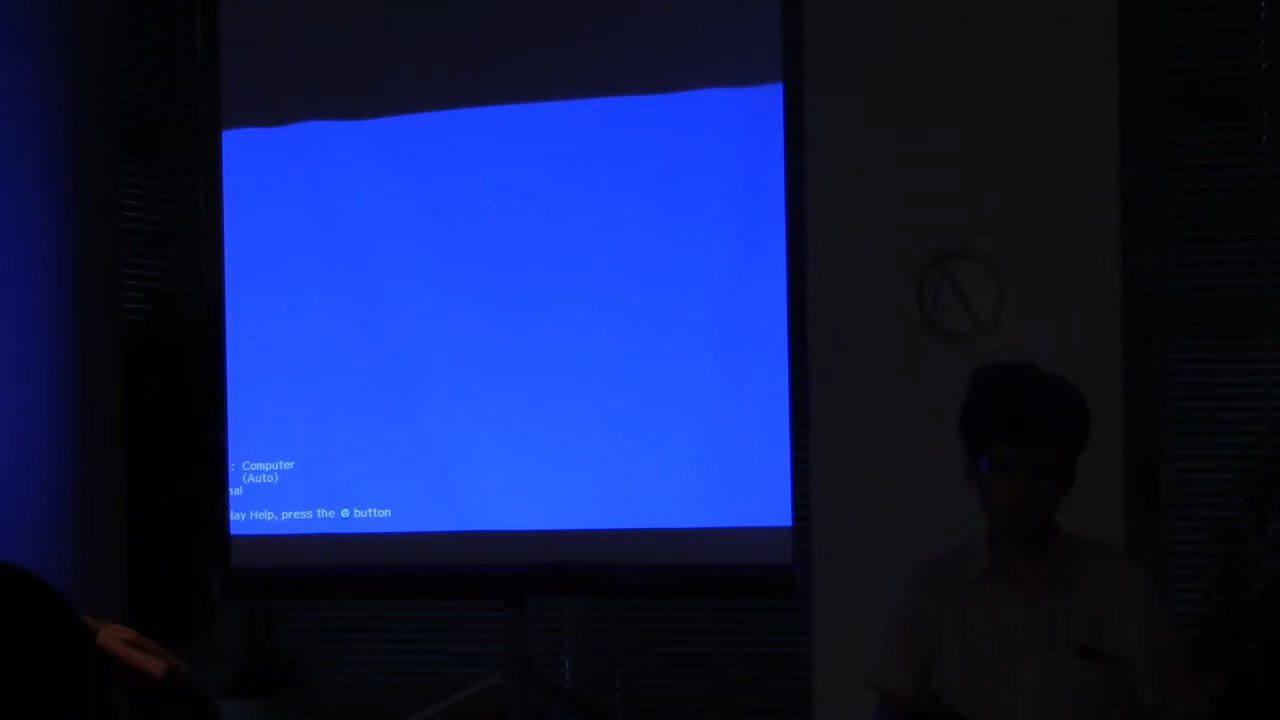 : Computer
(Auto)
nal
lay Help, press the button